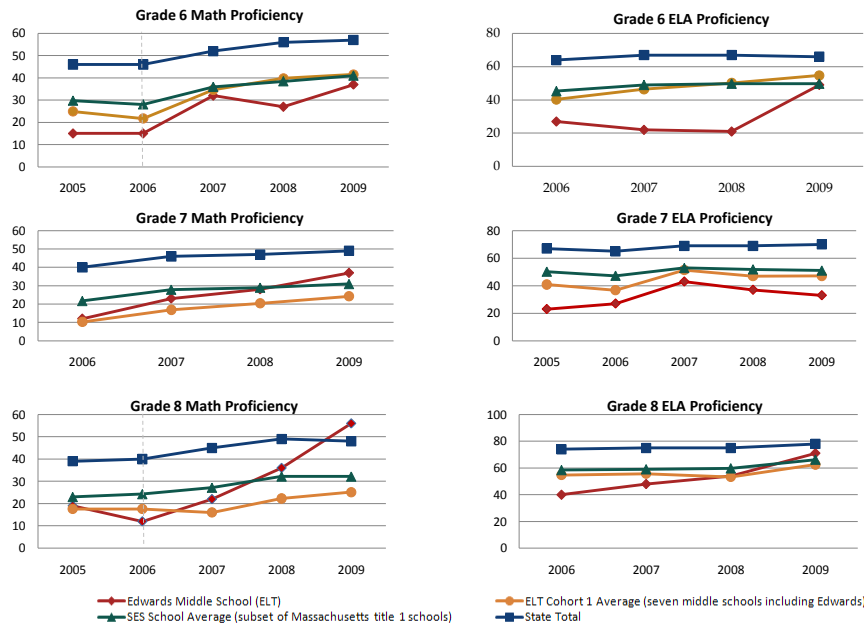 Grade 6 Math Proficiency
60
50
40
30
20
10
0
2005 2006 2007 2008 2009
Grade 6 ELA Proficiency
80
60
40
20
0
2006 2007 2008 2009
Grade 7 Math Proficiency
60
50
40
30
20
10
0
2006 2007 2008 2009
Grade 7 ELA Proficiency
80
60
40
20
0
2005 2006 2007 2008 2009
Grade 8 Math Proficiency
60
50
40
30
20
10
0
2005 2006 2007 2008 2009
Grade 8 ELA Proficiency
100
80
60
40
20
0
2006 2007 2008 2009
Edwards Middle School (ELT)
ELT Cohort 1 Average (seven middle schools including Edwards)
SES School Average (subset of Massachusetts title 1 schools)
State Total